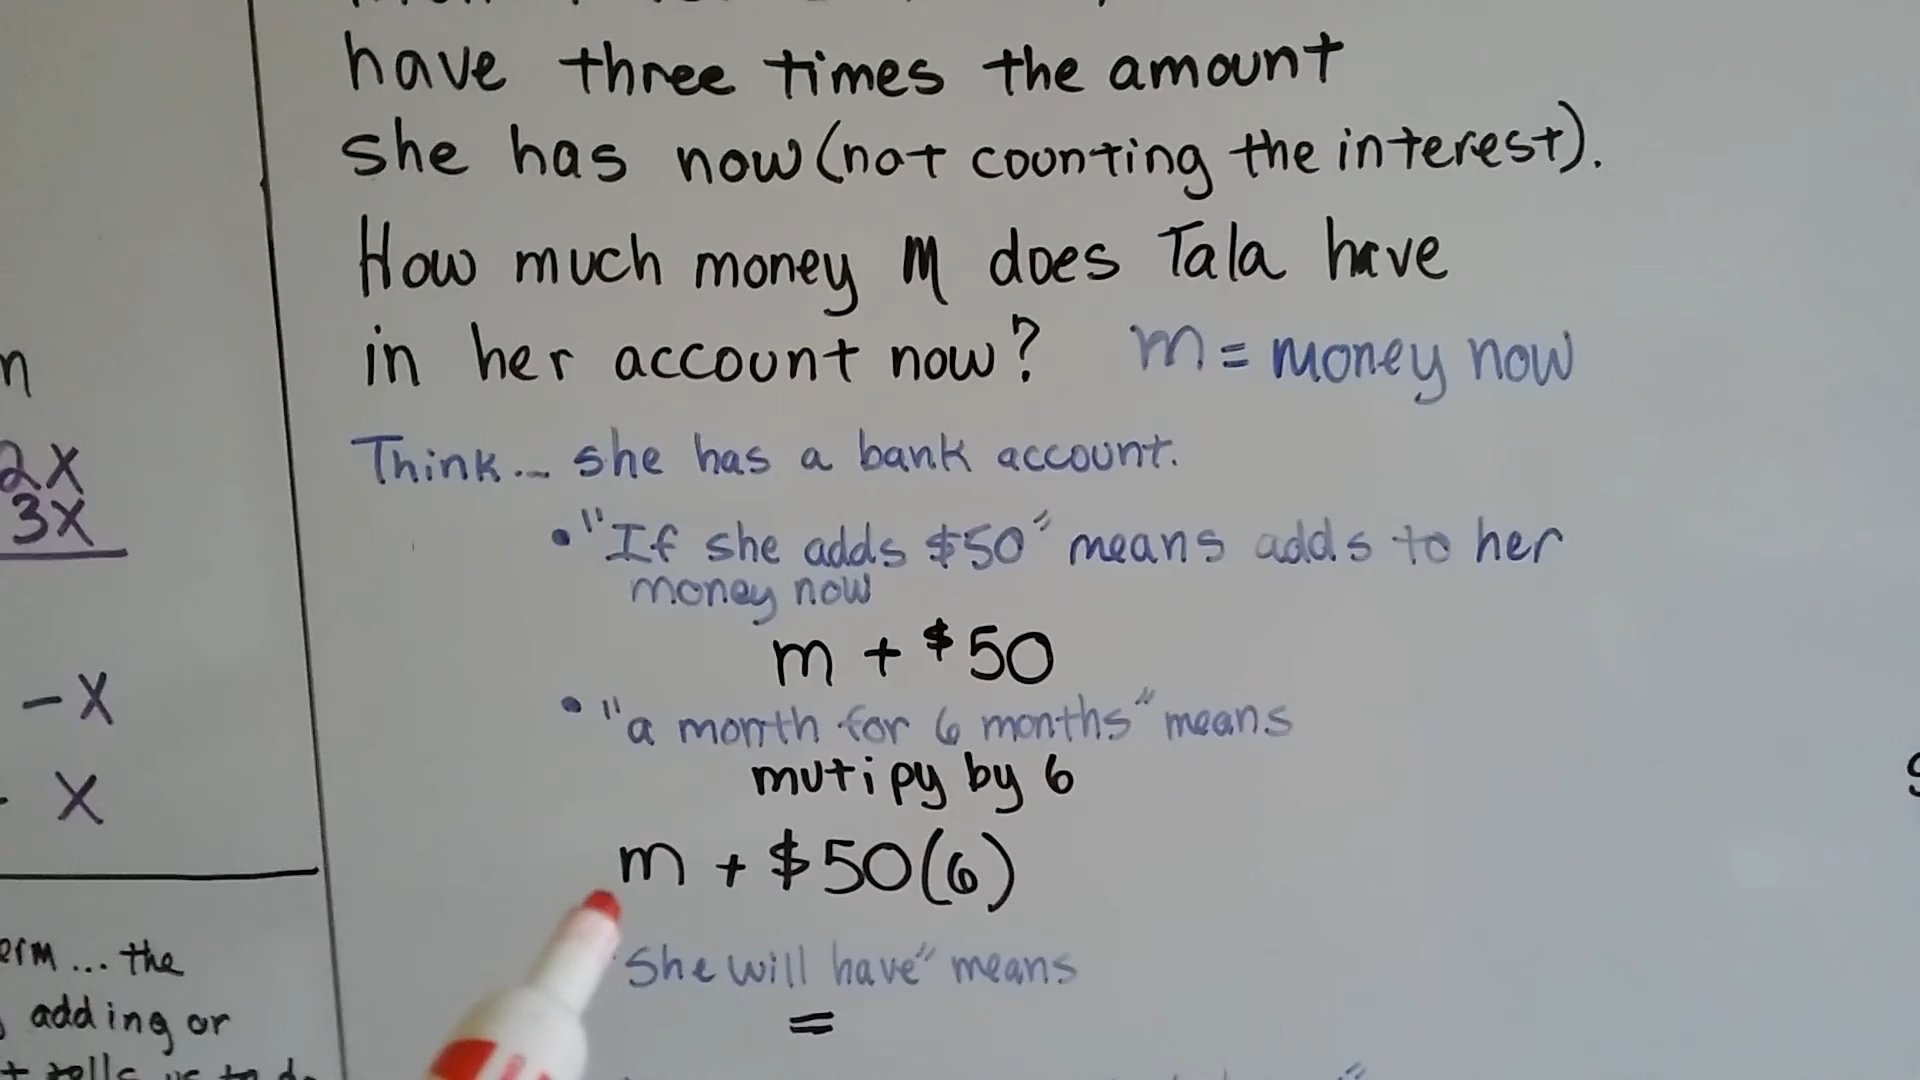 have three times the amount
she has now (not counting the interest).
How much money m does Tala have
in her account now? m = money now
Think... she has a bank account.
• "If she adds $50" means adds to her
money now
m + $50
• "a month for 6 months" means
mutipy by 6
m + $50(6)
She will have" means
=
n
2x
3x
- x
x
erm... the
adding or